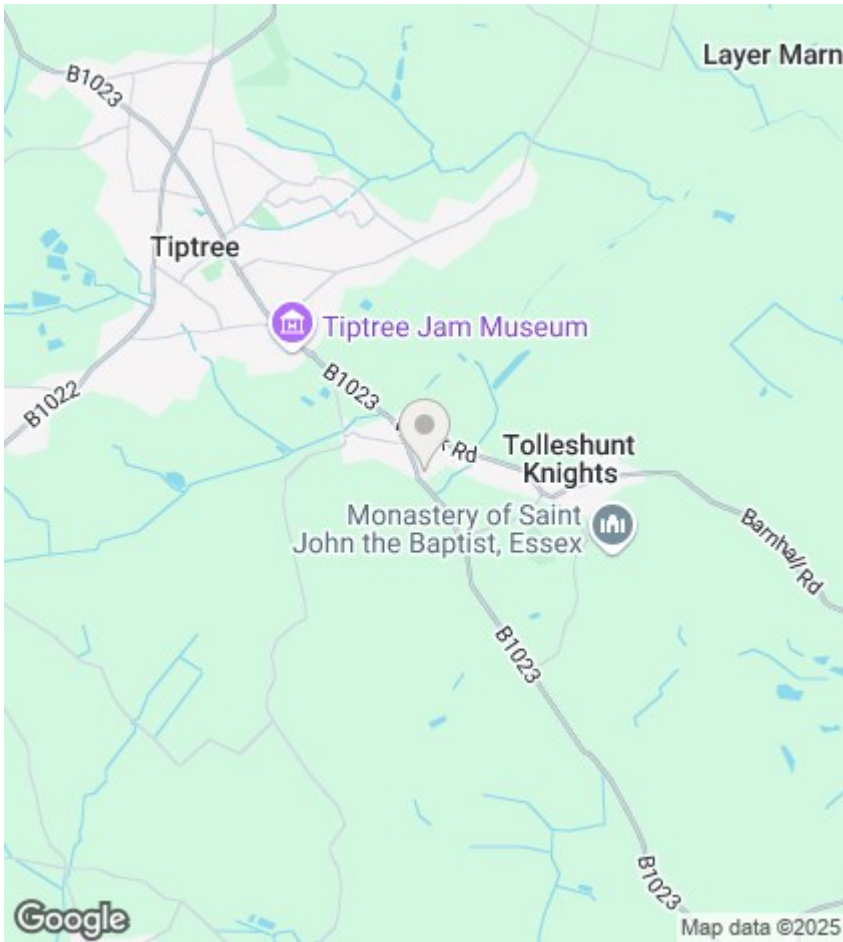 B1023
Layer Marn
Tiptree
Tiptree Jam Museum
B1022
B1023
Rd
Tolleshunt
Knights
Monastery of Saint
John the Baptist, Essex
Barnhall Rd
B1023
B1023
Google
Map data ©2025